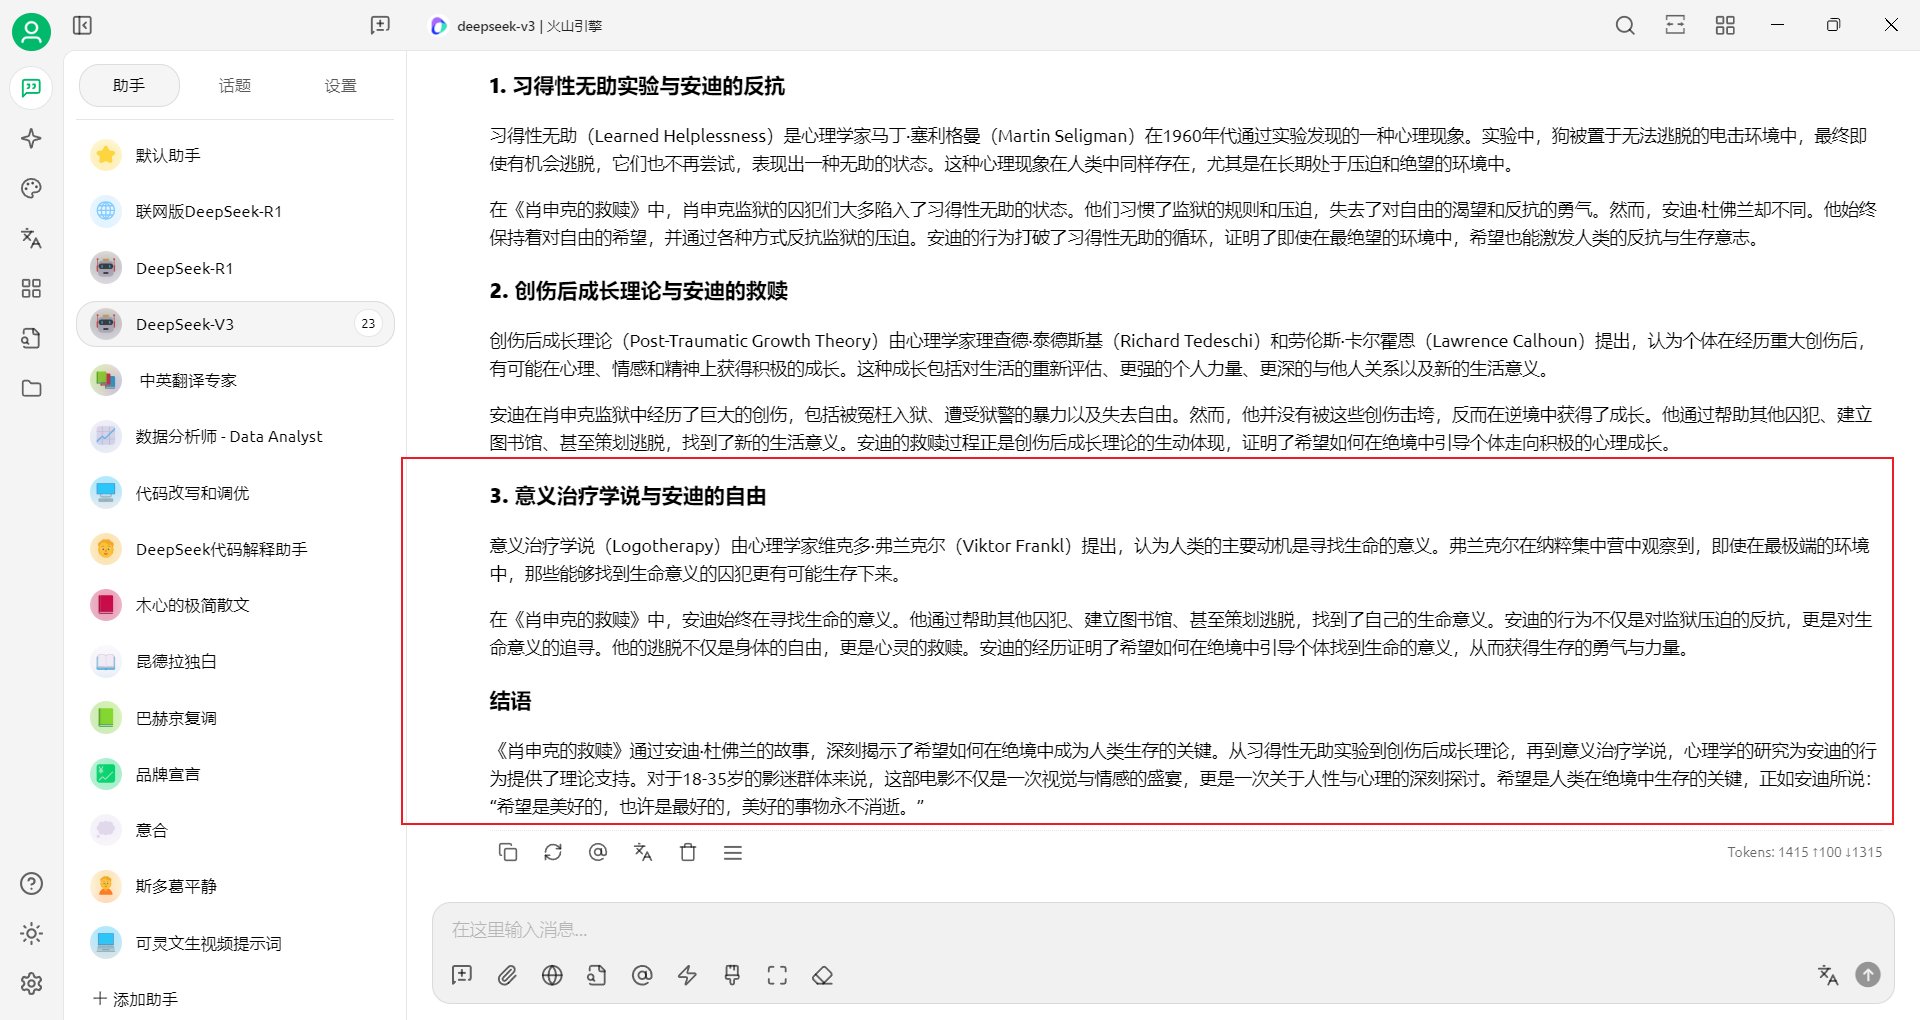 deepseek-v3 | 火山引擎
助手
话题
设置
默认助手
联网版DeepSeek-R1
DeepSeek-R1
DeepSeek-V3
23
中英翻译专家
数据分析师 - Data Analyst
代码改写和调优
DeepSeek代码解释助手
木心的极简散文
昆德拉独白
巴赫京复调
品牌宣言
意合
斯多葛平静
可灵文生视频提示词
添加助手
1. 习得性无助实验与安迪的反抗
习得性无助（Learned Helplessness）是心理学家马丁·塞利格曼（Martin Seligman）在1960年代通过实验发现的一种心理现象。实验中，狗被置于无法逃脱的电击环境中，最终即
使有机会逃脱，它们也不再尝试，表现出一种无助的状态。这种心理现象在人类中同样存在，尤其是在长期处于压迫和绝望的环境中。
在《肖申克的救赎》中，肖申克监狱的囚犯们大多陷入了习得性无助的状态。他们习惯了监狱的规则和压迫，失去了对自由的渴望和反抗的勇气。然而，安迪·杜佛兰却不同。他始终
保持着对自由的希望，并通过各种方式反抗监狱的压迫。安迪的行为打破了习得性无助的循环，证明了即使在最绝望的环境中，希望也能激发人类的反抗与生存意志。
2. 创伤后成长理论与安迪的救赎
创伤后成长理论（Post-Traumatic Growth Theory）由心理学家理查德·泰德斯基（Richard Tedeschi）和劳伦斯·卡尔霍恩（Lawrence Calhoun）提出，认为个体在经历重大创伤后，
有可能在心理、情感和精神上获得积极的成长。这种成长包括对生活的重新评估、更强的个人力量、更深的与他人关系以及新的生活意义。
安迪在肖申克监狱中经历了巨大的创伤，包括被冤枉入狱、遭受狱警的暴力以及失去自由。然而，他并没有被这些创伤击垮，反而在逆境中获得了成长。他通过帮助其他囚犯、建立
图书馆、甚至策划逃脱，找到了新的生活意义。安迪的救赎过程正是创伤后成长理论的生动体现，证明了希望如何在绝境中引导个体走向积极的心理成长。
3. 意义治疗学说与安迪的自由
意义治疗学说（Logotherapy）由心理学家维克多·弗兰克尔（Viktor Frankl）提出，认为人类的主要动机是寻找生命的意义。弗兰克尔在纳粹集中营中观察到，即使在最极端的环境
中，那些能够找到生命意义的囚犯更有可能生存下来。
在《肖申克的救赎》中，安迪始终在寻找生命的意义。他通过帮助其他囚犯、建立图书馆、甚至策划逃脱，找到了自己的生命意义。安迪的行为不仅是对监狱压迫的反抗，更是对生
命意义的追寻。他的逃脱不仅是身体的自由，更是心灵的救赎。安迪的经历证明了希望如何在绝境中引导个体找到生命的意义，从而获得生存的勇气与力量。
结语
《肖申克的救赎》通过安迪·杜佛兰的故事，深刻揭示了希望如何在绝境中成为人类生存的关键。从习得性无助实验到创伤后成长理论，再到意义治疗学说，心理学的研究为安迪的行
为提供了理论支持。对于18-35岁的影迷群体来说，这部电影不仅是一次视觉与情感的盛宴，更是一次关于人性与心理的深刻探讨。希望是人类在绝境中生存的关键，正如安迪所说：
“希望是美好的，也许是最好的，美好的事物永不消逝。”
Tokens: 1415 ↑100 ↓1315
在这里输入消息...